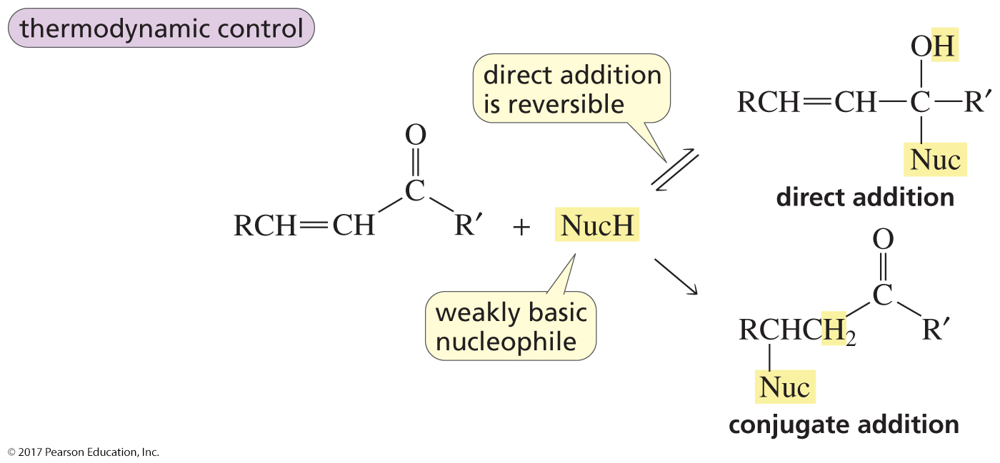 thermodynamic control
direct addition
is reversible
OH
RCH=CH—C—R′
Nuc
direct addition
O
C
RCH=CH
R′
+
NucH
weakly basic
nucleophile
O
C
RCHCH₂
R′
Nuc
conjugate addition
© 2017 Pearson Education, Inc.